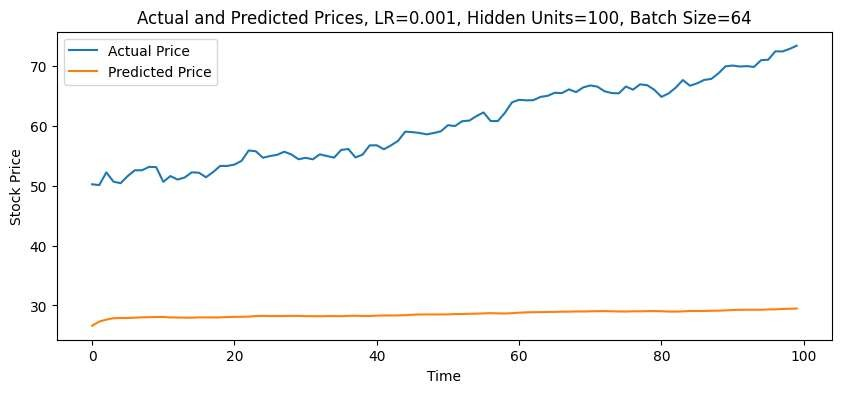 Actual and Predicted Prices, LR=0.001, Hidden Units=100, Batch Size=64
Actual Price
Predicted Price
Stock Price
70
60
50
40
30
0 20 40 60 80 100
Time